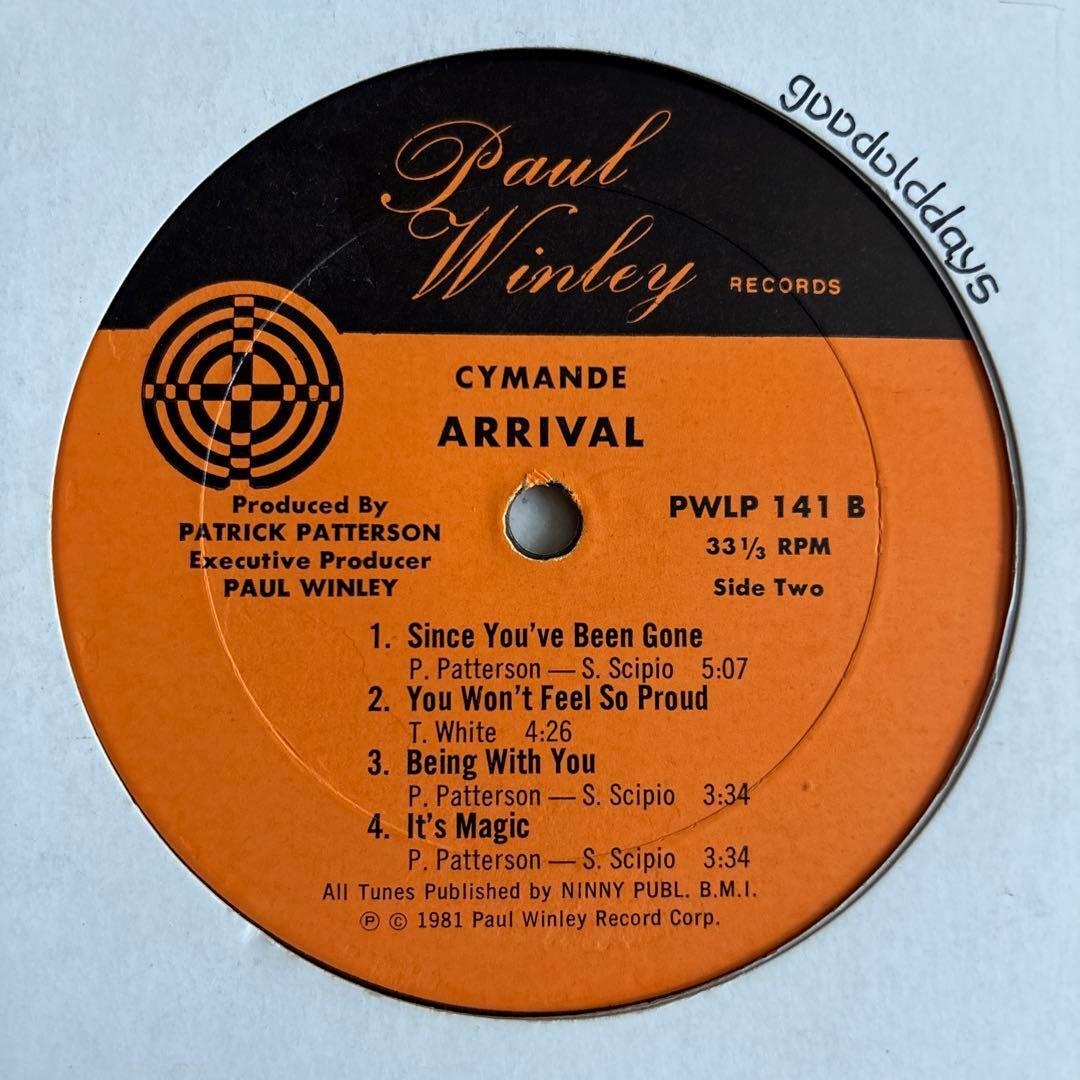 Paul
Winley RECORDS
gooodolddays
CYMANDE
ARRIVAL
Produced By
PATRICK PATTERSON
Executive Producer
PAUL WINLEY
PWLP 141 B
33 1/3 RPM
Side Two
1. Since You've Been Gone
P. Patterson — S. Scipio 5:07
2. You Won't Feel So Proud
T. White 4:26
3. Being With You
P. Patterson — S. Scipio 3:34
4. It's Magic
P. Patterson — S. Scipio 3:34
All Tunes Published by NINNY PUBL. B.M.I.
Ⓟ © 1981 Paul Winley Record Corp.